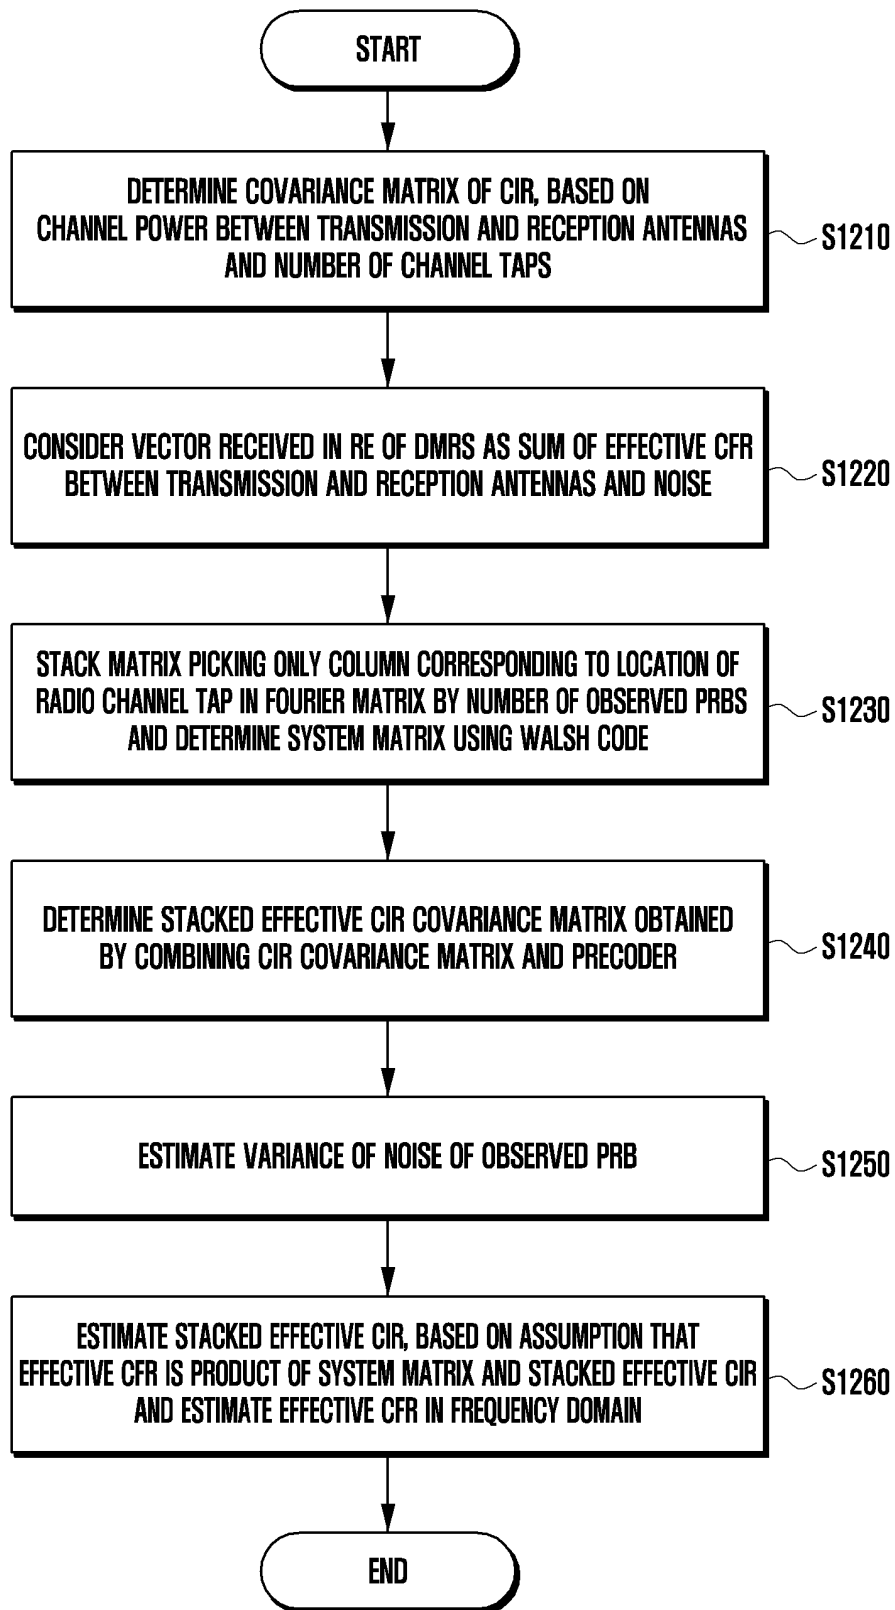 START
DETERMINE COVARIANCE MATRIX OF CIR, BASED ON
CHANNEL POWER BETWEEN TRANSMISSION AND RECEPTION ANTENNAS
AND NUMBER OF CHANNEL TAPS
S1210
CONSIDER VECTOR RECEIVED IN RE OF DMRS AS SUM OF EFFECTIVE CFR
BETWEEN TRANSMISSION AND RECEPTION ANTENNAS AND NOISE
S1220
STACK MATRIX PICKING ONLY COLUMN CORRESPONDING TO LOCATION OF
RADIO CHANNEL TAP IN FOURIER MATRIX BY NUMBER OF OBSERVED PRBS
AND DETERMINE SYSTEM MATRIX USING WALSH CODE
S1230
DETERMINE STACKED EFFECTIVE CIR COVARIANCE MATRIX OBTAINED
BY COMBINING CIR COVARIANCE MATRIX AND PRECODER
S1240
ESTIMATE VARIANCE OF NOISE OF OBSERVED PRB
S1250
ESTIMATE STACKED EFFECTIVE CIR, BASED ON ASSUMPTION THAT
EFFECTIVE CFR IS PRODUCT OF SYSTEM MATRIX AND STACKED EFFECTIVE CIR
AND ESTIMATE EFFECTIVE CFR IN FREQUENCY DOMAIN
S1260
END